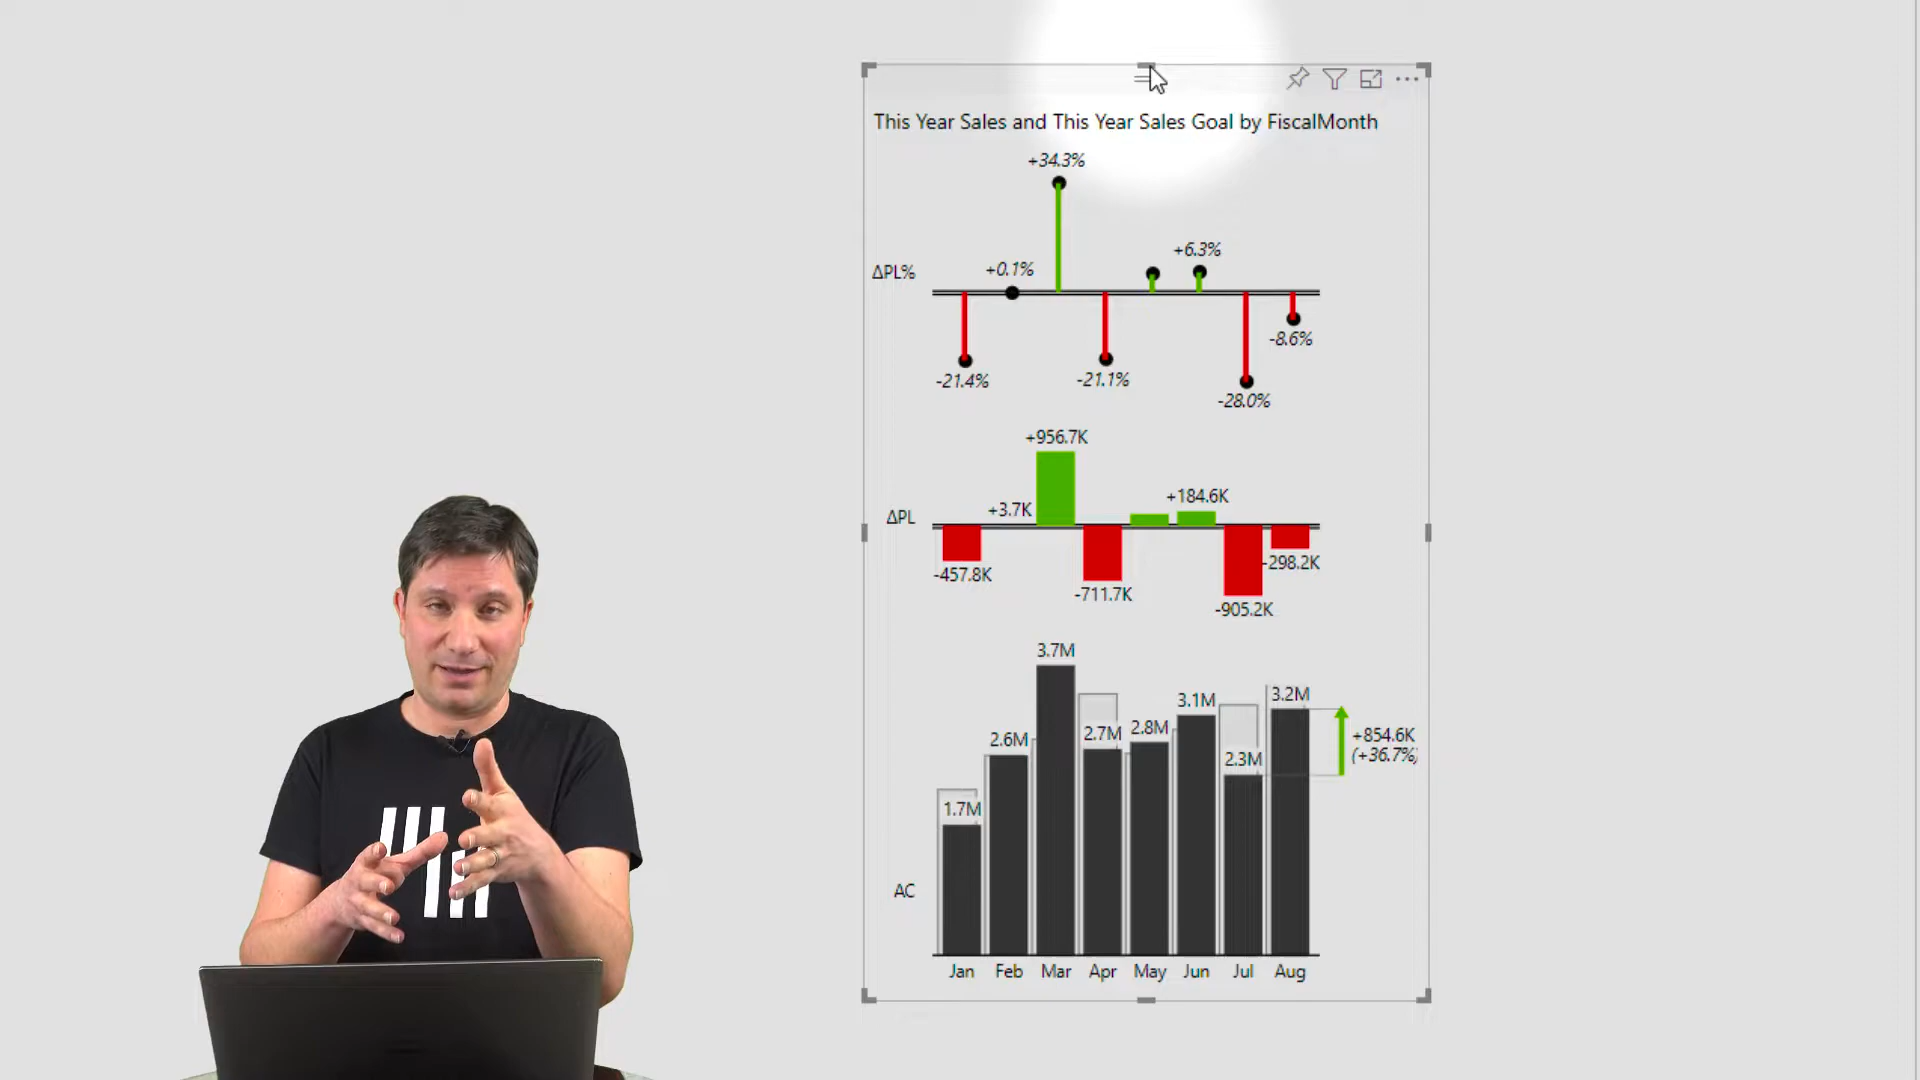 This Year Sales and This Year Sales Goal by FiscalMonth
+34.3%
+6.3%
ΔPL%
+0.1%
-8.6%
-21.4%
-21.1%
-28.0%
+956.7K
+184.6K
+3.7K
ΔPL
-298.2K
-457.8K
-711.7K
-905.2K
3.7M
3.2M
3.1M
2.8M
2.7M
2.6M
+854.6K
(+36.7%)
2.3M
1.7M
AC
Jan Feb Mar Apr May Jun Jul Aug